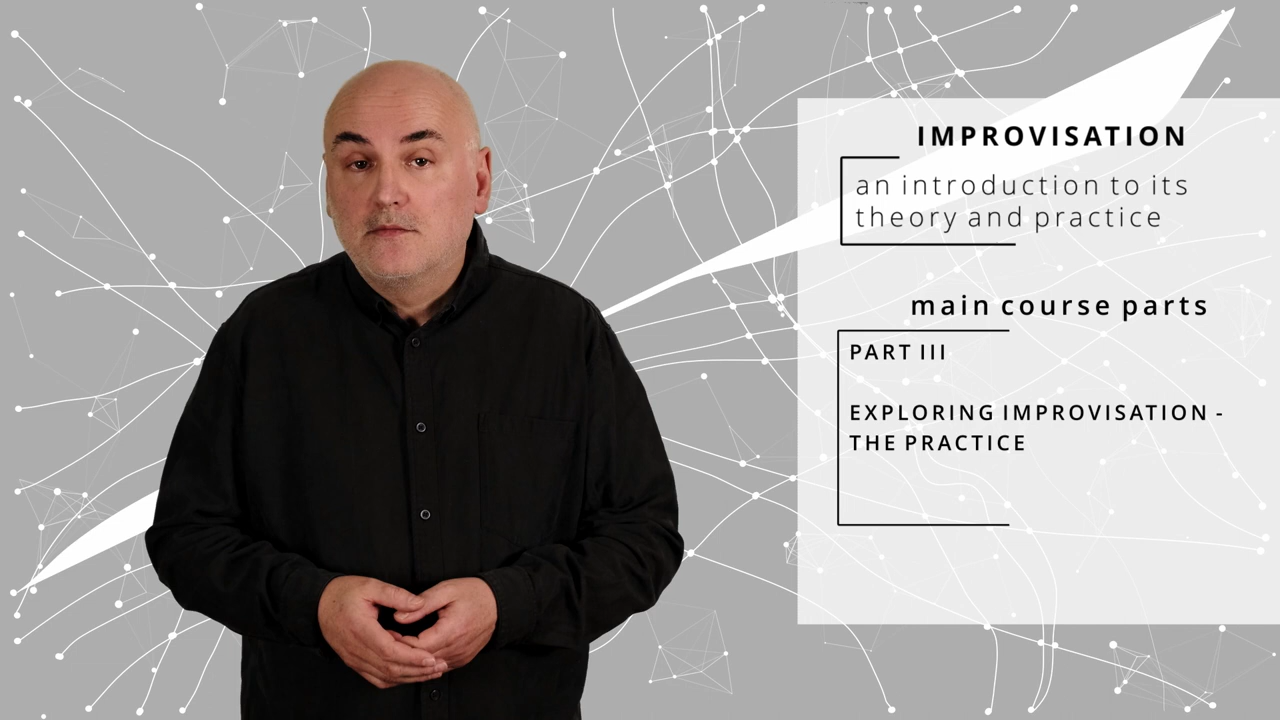 IMPROVISATION
an introduction to its
theory and practice
main course parts
PART III
EXPLORING IMPROVISATION -
THE PRACTICE